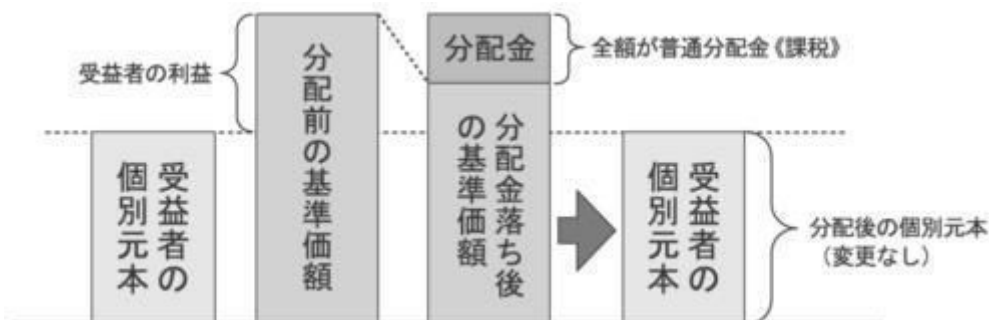 受益者の利益
受益者の
個別元本
分配前の基準価額
分配金
全額が普通分配金《課税》
分配金落ち後
の基準価額
受益者の
個別元本
分配後の個別元本
(変更なし)